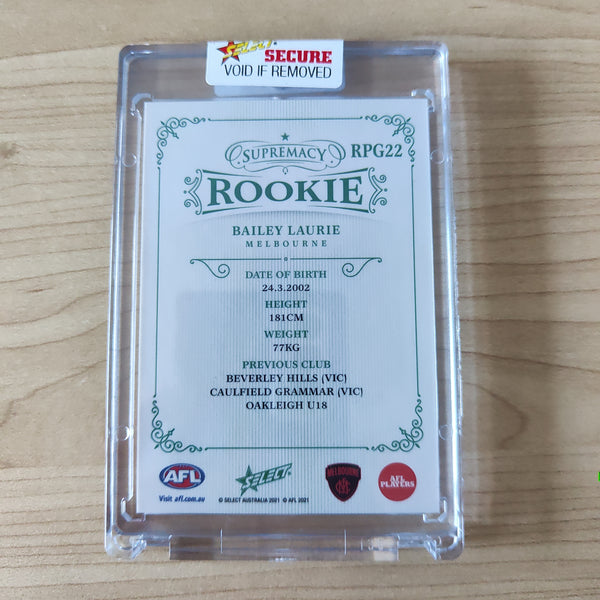 SELECT SECURE
VOID IF REMOVED
SUPREMACY RPG22
ROOKIE
BAILEY LAURIE
MELBOURNE
DATE OF BIRTH
24.3.2002
HEIGHT
181CM
WEIGHT
77KG
PREVIOUS CLUB
BEVERLEY HILLS (VIC)
CAULFIELD GRAMMAR (VIC)
OAKLEIGH U18
AFL
Visit afl.com.au
SELECT
© SELECT AUSTRALIA 2021 © AFL 2021
MELBOURNE
AFL
PLAYERS